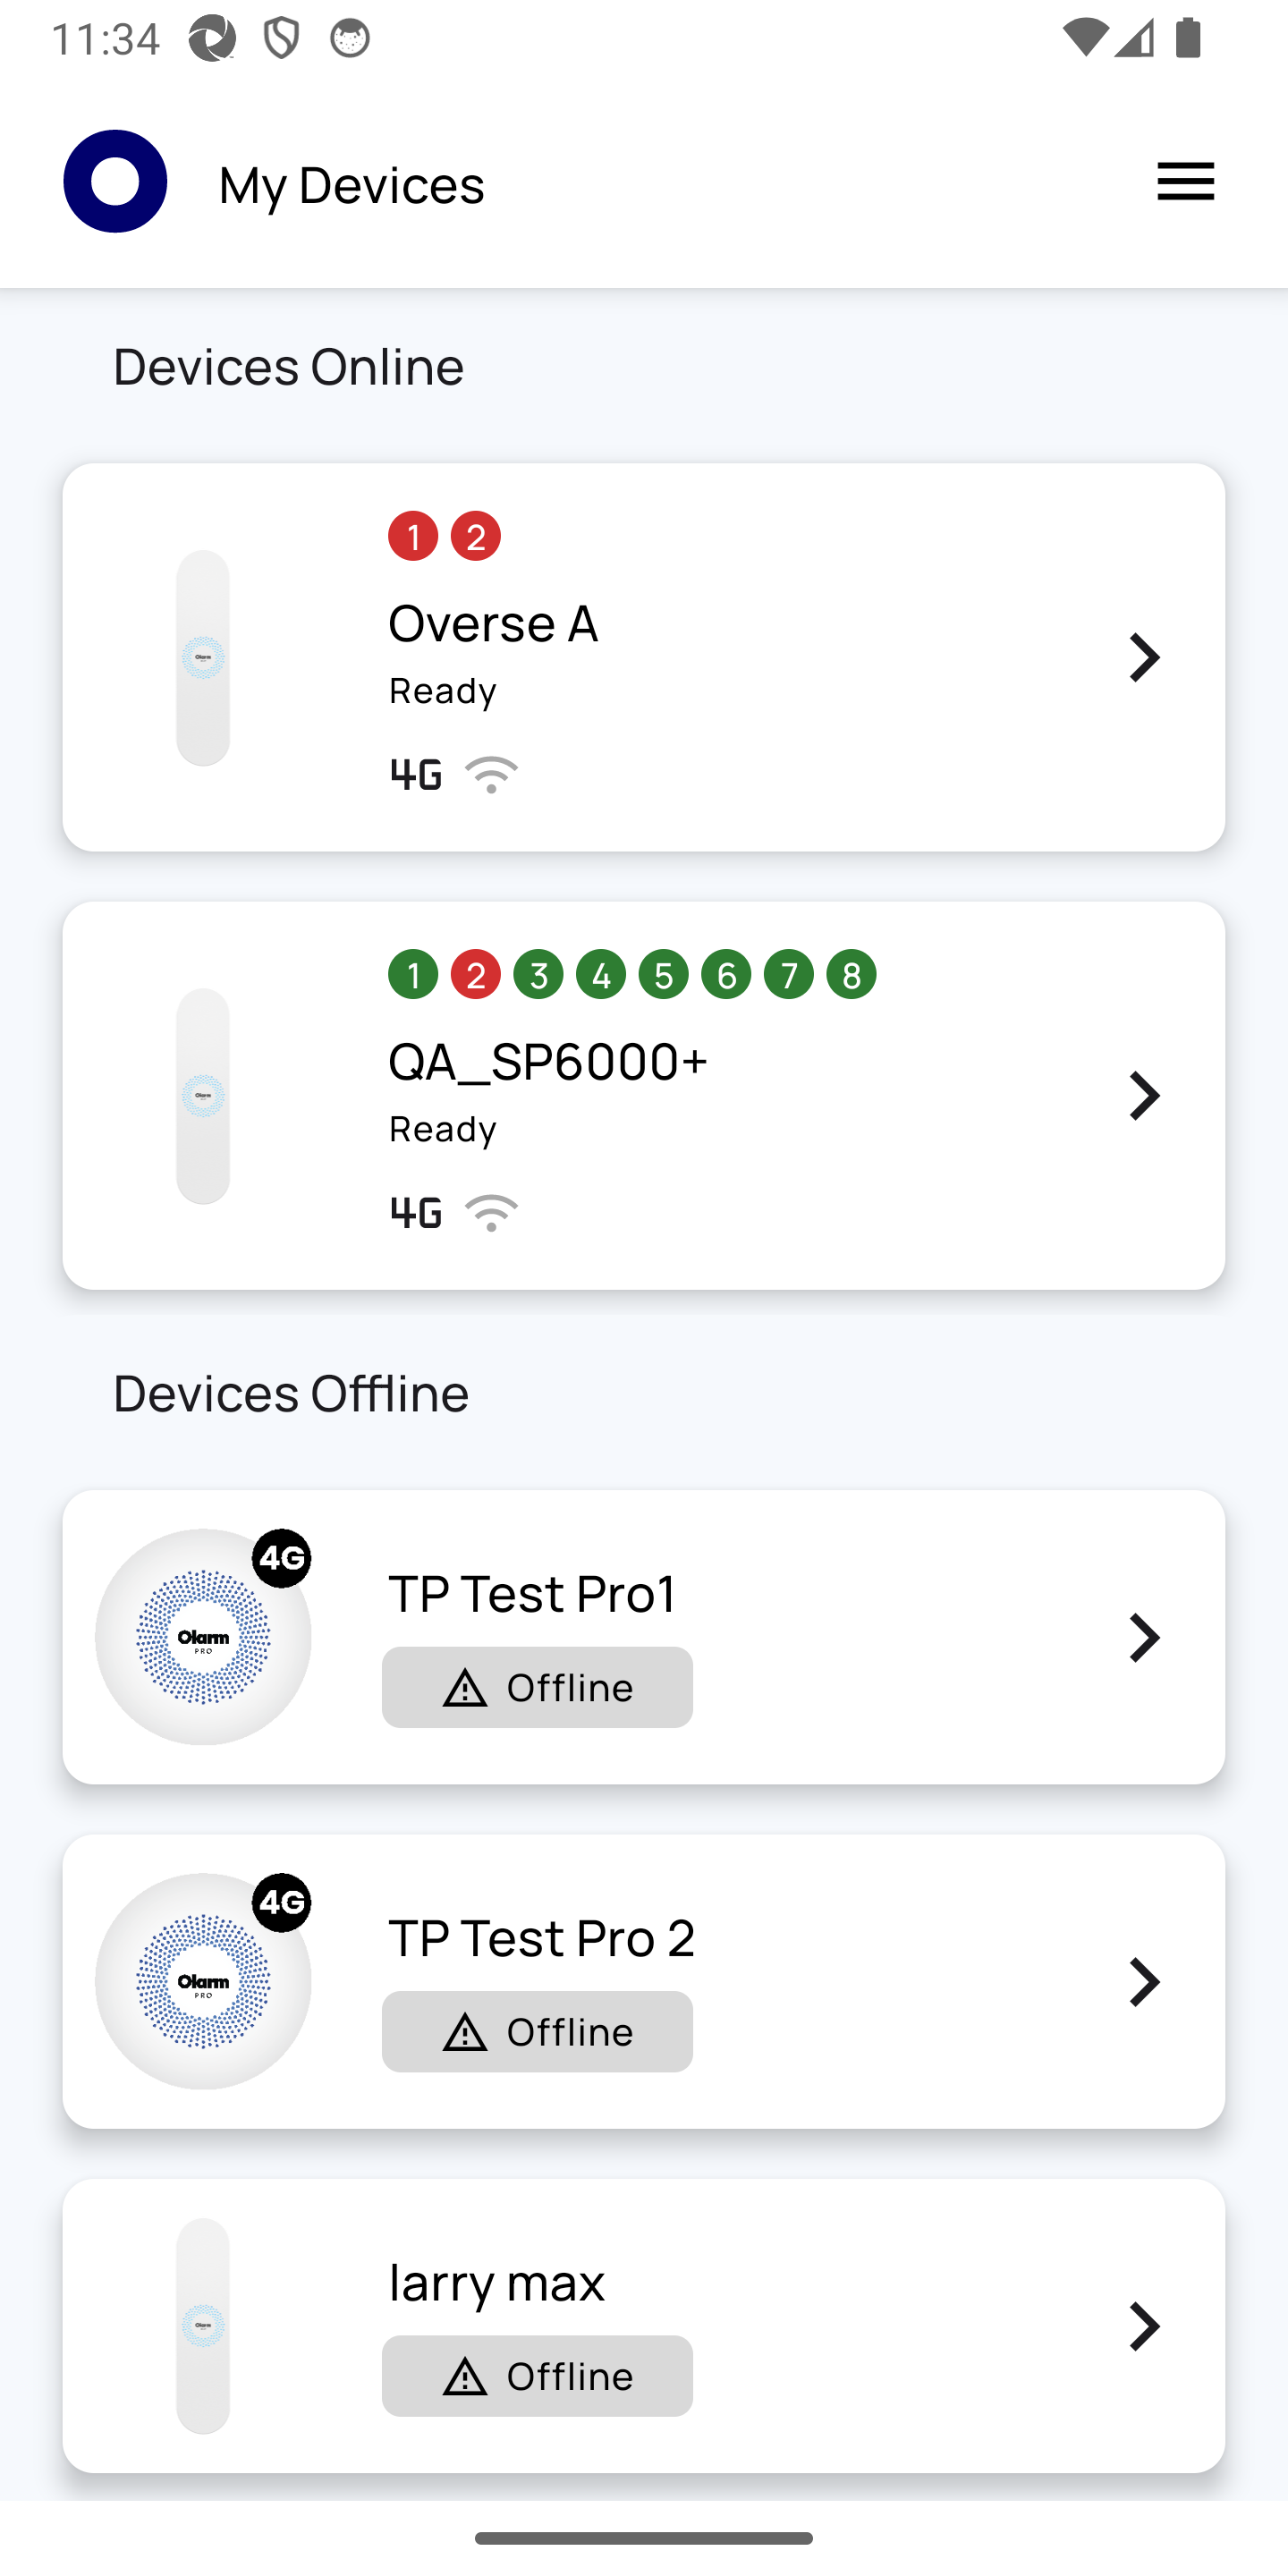 11:34
My Devices
Devices Online
1 2
Overse A
Ready
4G
1 2 3 4 5 6 7 8
QA_SP6000+
Ready
4G
Devices Offline
4G
Olarm
PRO
TP Test Pro1
Offline
4G
Olarm
PRO
TP Test Pro 2
Offline
larry max
Offline